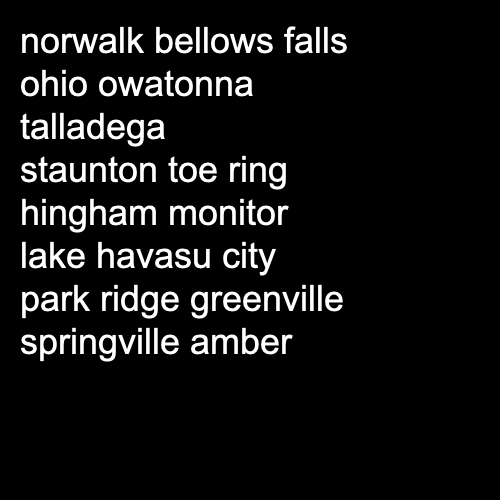 norwalk bellows falls
ohio owatonna
talladega
staunton toe ring
hingham monitor
lake havasu city
park ridge greenville
springville amber